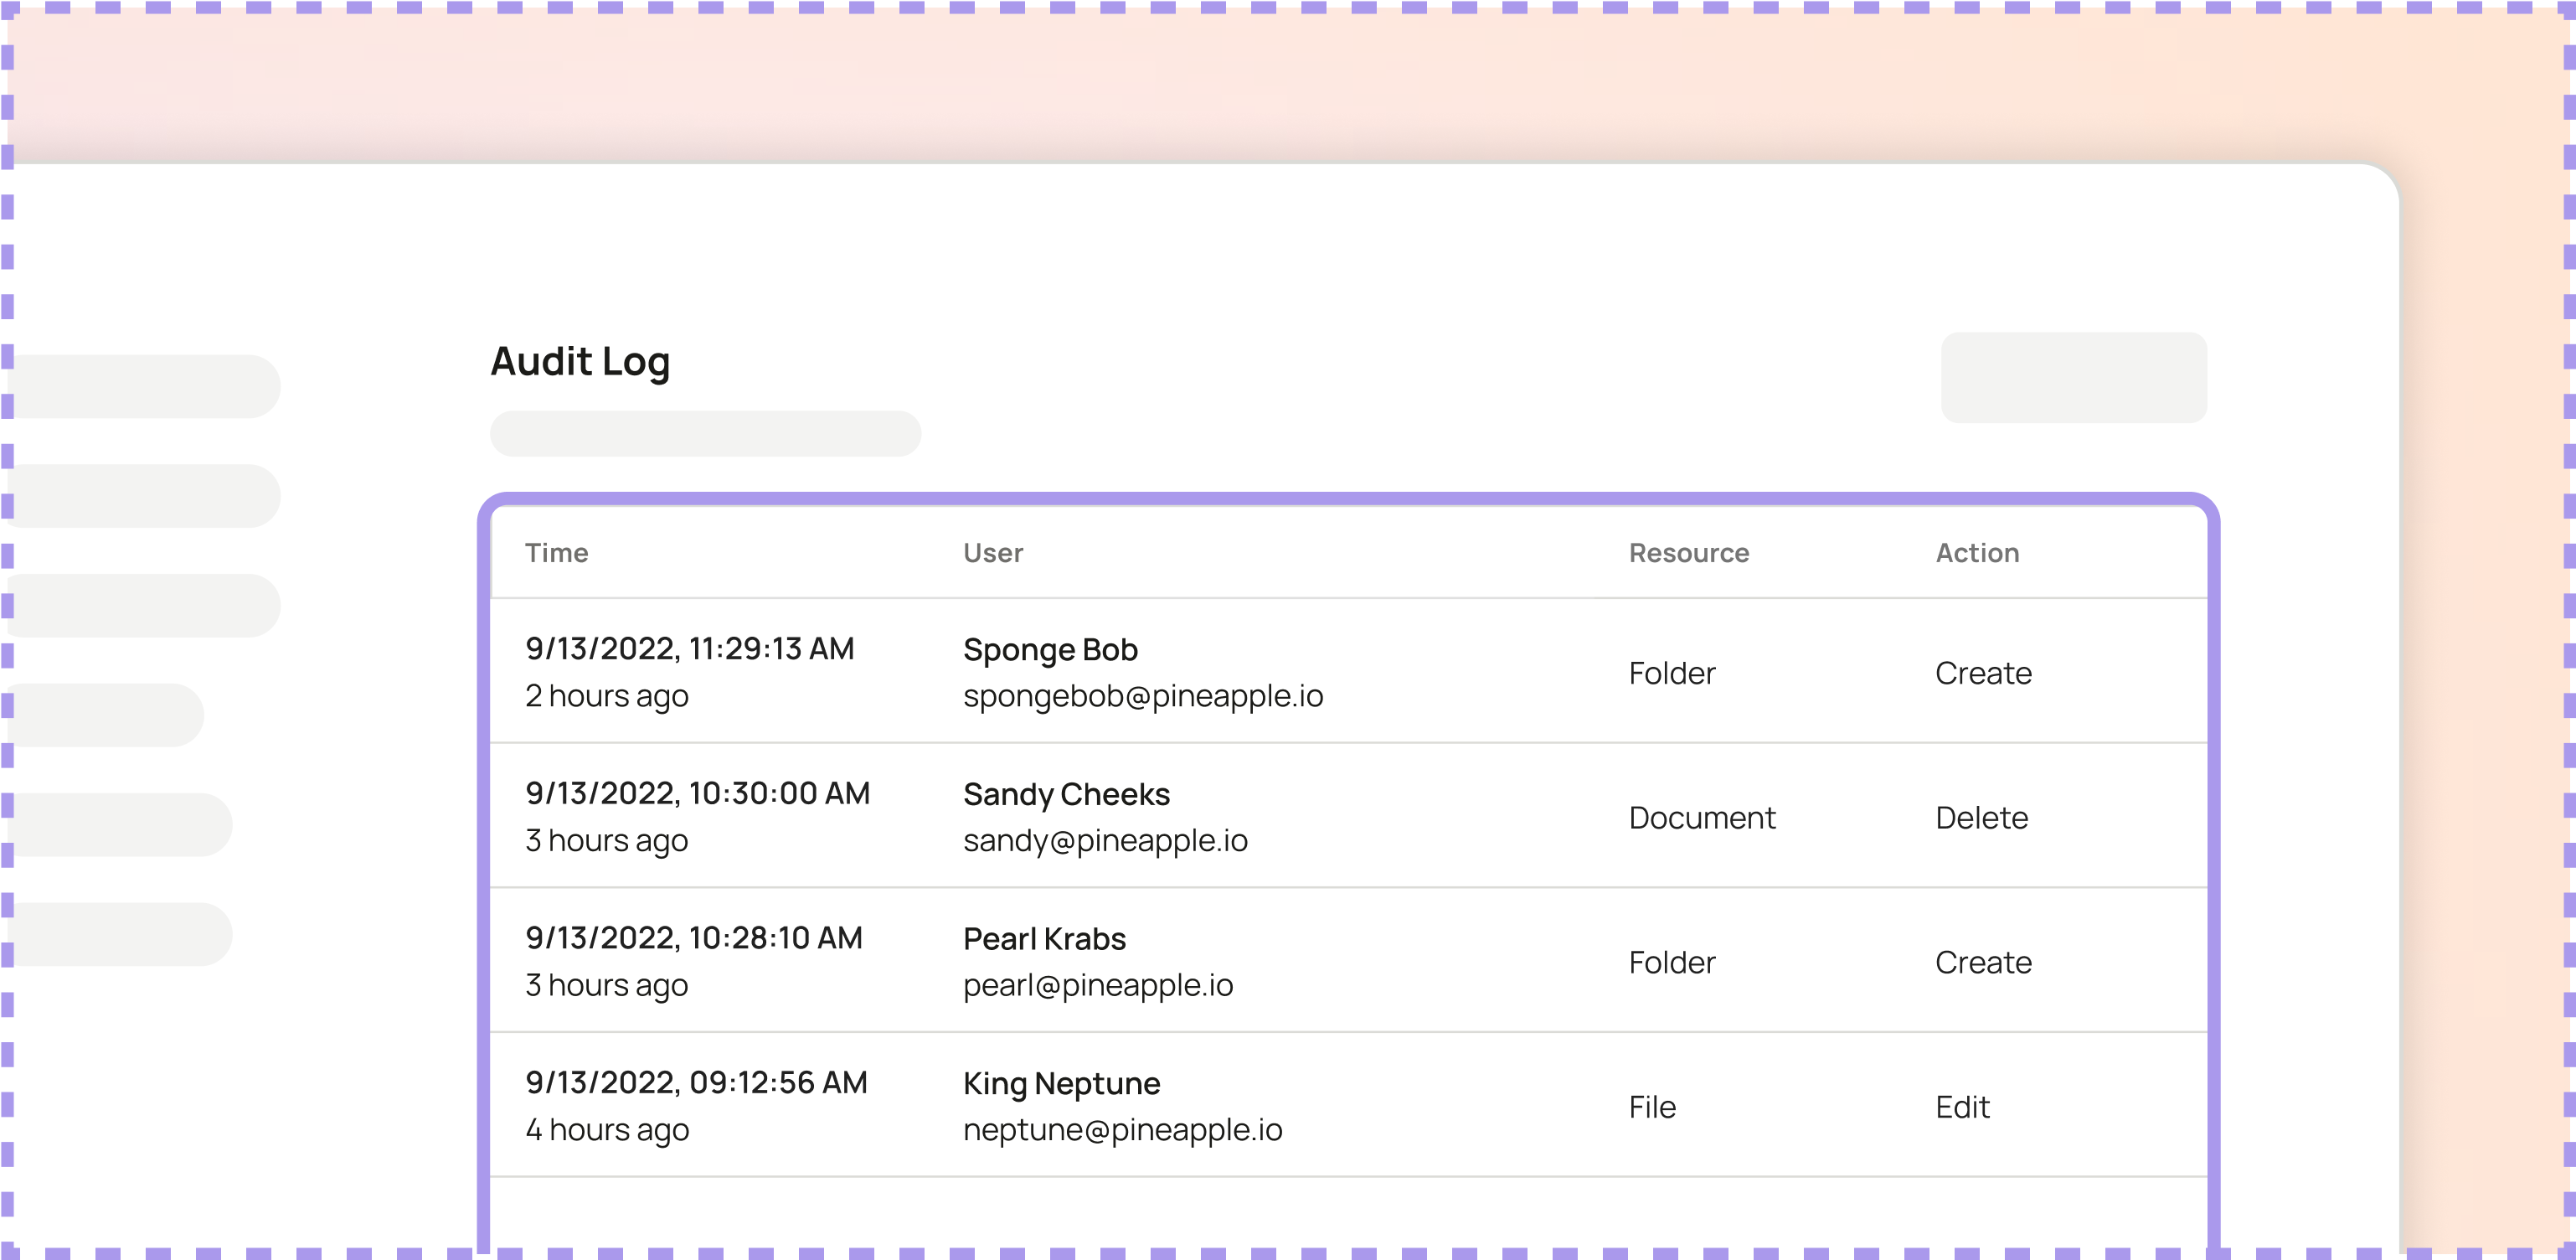 Audit Log
Time User Resource Action
9/13/2022, 11:29:13 AM Sponge Bob
Folder Create
2 hours ago spongebob@pineapple.io
9/13/2022, 10:30:00 AM Sandy Cheeks
Document Delete
3 hours ago sandy@pineapple.io
9/13/2022, 10:28:10 AM Pearl Krabs
Folder Create
3 hours ago pearl@pineapple.io
9/13/2022, 09:12:56 AM King Neptune
File Edit
4 hours ago neptune@pineapple.io